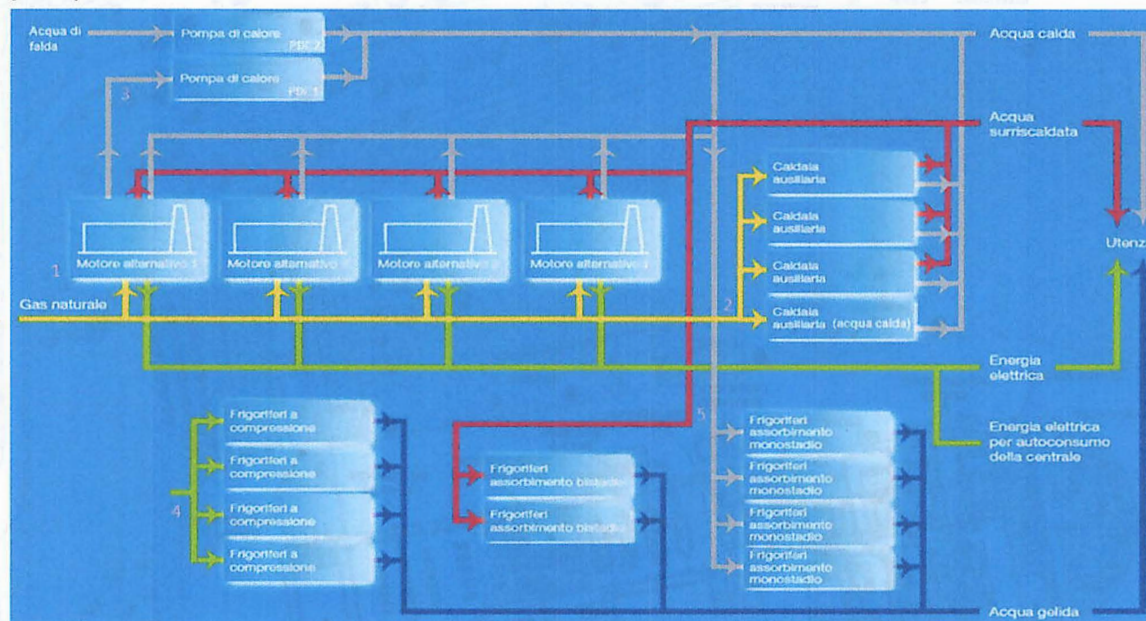 Acqua di
falda
Pompa di calore
PDC 2
Pompa di calore
PDC 1
3
Acqua calda
Acqua
surriscaldata
Caldaia
ausiliaria
Caldaia
ausiliaria
Caldaia
ausiliaria
Caldaia
ausiliaria (acqua calda)
2
Motore alternativo
Motore alternativo
Motore alternativo
Motore alternativo
1
Gas naturale
Utenz
Energia
elettrica
Energia elettrica
per autoconsumo
della centrale
Frigoriferi a
compressione
Frigoriferi a
compressione
Frigoriferi a
compressione
Frigoriferi a
compressione
4
Frigoriferi
assorbimento bistadio
Frigoriferi
assorbimento bistadio
5
Frigoriferi
assorbimento
monostadio
Frigoriferi
assorbimento
monostadio
Frigoriferi
assorbimento
monostadio
Frigoriferi
assorbimento
monostadio
Acqua gelida